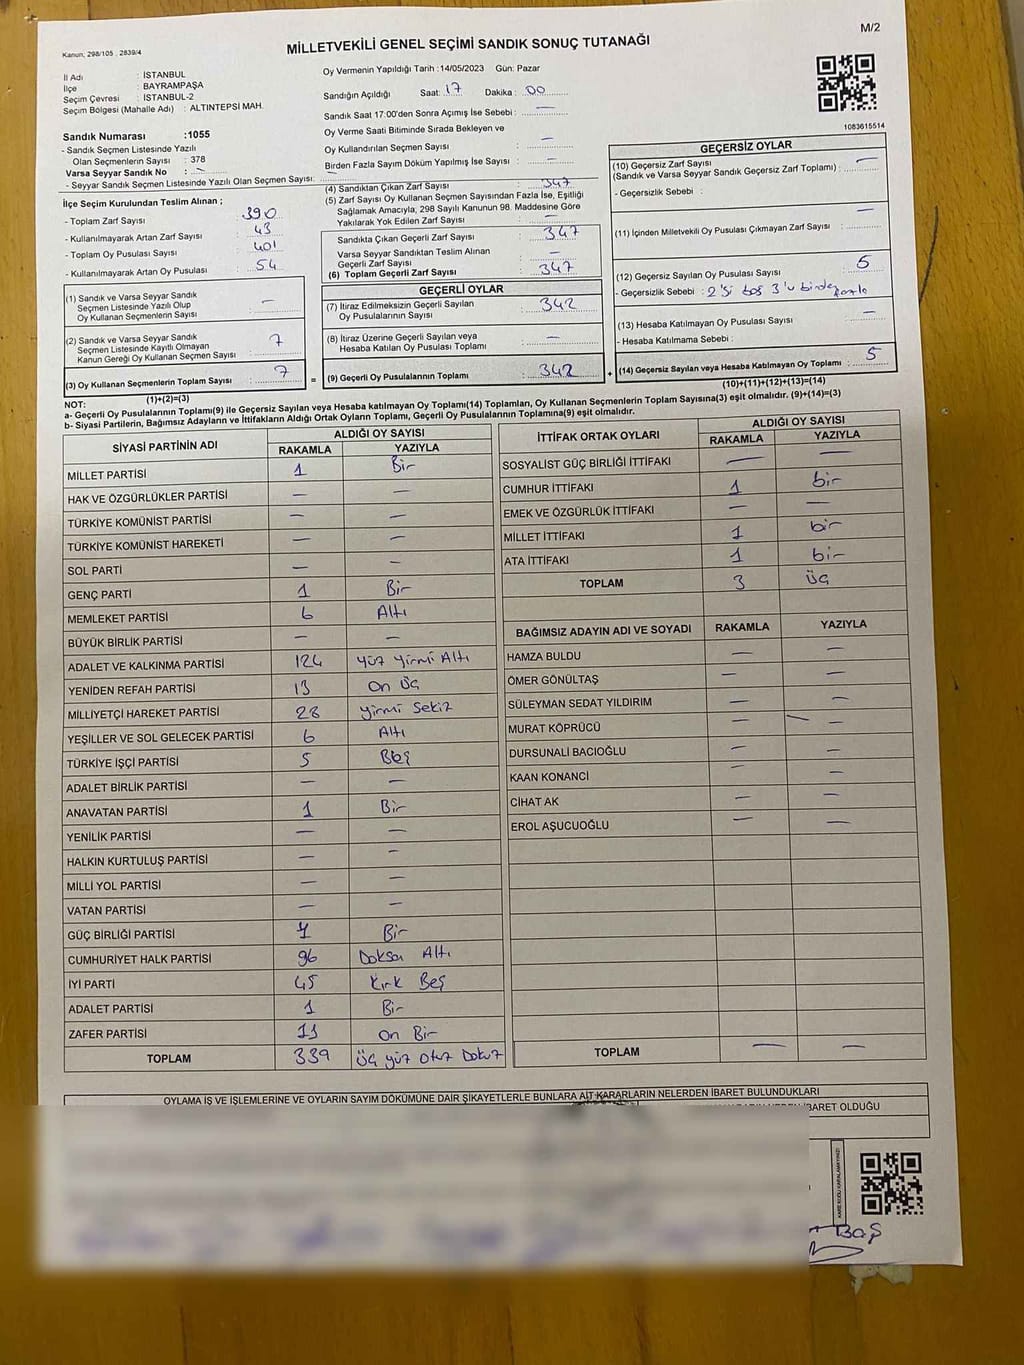 M/2
Kanun: 298/105 , 2839/4
MİLLETVEKİLİ GENEL SEÇİMİ SANDIK SONUÇ TUTANAĞI
İl Adı : İSTANBUL
İlçe : BAYRAMPAŞA
Seçim Çevresi : İSTANBUL-2
Seçim Bölgesi (Mahalle Adı) : ALTINTEPSİ MAH.
Sandık Numarası :1055
- Sandık Seçmen Listesinde Yazılı
Olan Seçmenlerin Sayısı : 378
Varsa Seyyar Sandık No : -
- Seyyar Sandık Seçmen Listesinde Yazılı Olan Seçmen Sayısı: —
Oy Vermenin Yapıldığı Tarih :14/05/2023 Gün: Pazar
Sandığın Açıldığı Saat: 17 Dakika : 00
Sandık Saat 17:00'den Sonra Açımış İse Sebebi : —
Oy Verme Saati Bitiminde Sırada Bekleyen ve
Oy Kullandırılan Seçmen Sayısı : —
Birden Fazla Sayım Döküm Yapılmış İse Sayısı : —
1083615514
İlçe Seçim Kurulundan Teslim Alınan ;
- Toplam Zarf Sayısı : 390
- Kullanılmayarak Artan Zarf Sayısı : 43
- Toplam Oy Pusulası Sayısı : 401
- Kullanılmayarak Artan Oy Pusulası : 54
(1) Sandık ve Varsa Seyyar Sandık
Seçmen Listesinde Yazılı Olup
Oy Kullanan Seçmenlerin Sayısı : —
(2) Sandık ve Varsa Seyyar Sandık
Seçmen Listesinde Kayıtlı Olmayan
Kanun Gereği Oy Kullanan Seçmen Sayısı : 7
(3) Oy Kullanan Seçmenlerin Toplam Sayısı : 7
(1)+(2)=(3)
(4) Sandıktan Çıkan Zarf Sayısı : 347
(5) Zarf Sayısı Oy Kullanan Seçmen Sayısından Fazla İse, Eşitliği
Sağlamak Amacıyla, 298 Sayılı Kanunun 98. Maddesine Göre
Yakılarak Yok Edilen Zarf Sayısı : —
Sandıkta Çıkan Geçerli Zarf Sayısı : 347
Varsa Seyyar Sandıktan Teslim Alınan
Geçerli Zarf Sayısı : —
(6) Toplam Geçerli Zarf Sayısı : 347
GEÇERLİ OYLAR
(7) İtiraz Edilmeksizin Geçerli Sayılan
Oy Pusulalarının Sayısı : 342
(8) İtiraz Üzerine Geçerli Sayılan veya
Hesaba Katılan Oy Pusulası Toplamı : —
= (9) Geçerli Oy Pusulalarının Toplamı : 342 +
GEÇERSİZ OYLAR
(10) Geçersiz Zarf Sayısı
(Sandık ve Varsa Seyyar Sandık Geçersiz Zarf Toplamı) : —
- Geçersizlik Sebebi :
(11) İçinden Milletvekili Oy Pusulası Çıkmayan Zarf Sayısı : —
(12) Geçersiz Sayılan Oy Pusulası Sayısı : 5
- Geçersizlik Sebebi : 2'si boş 3'ü birden fazla
(13) Hesaba Katılmayan Oy Pusulası Sayısı : —
- Hesaba Katılmama Sebebi :
(14) Geçersiz Sayılan veya Hesaba Katılmayan Oy Toplamı : 5
(10)+(11)+(12)+(13)=(14)
NOT:
a- Geçerli Oy Pusulalarının Toplamı(9) ile Geçersiz Sayılan veya Hesaba katılmayan Oy Toplamı(14) Toplamları, Oy Kullanan Seçmenlerin Toplam Sayısına(3) eşit olmalıdır. (9)+(14)=(3)
b- Siyasi Partilerin, Bağımsız Adayların ve İttifakların Aldığı Ortak Oyların Toplamı, Geçerli Oy Pusulalarının Toplamına(9) eşit olmalıdır.
SİYASİ PARTİNİN ADI ALDIĞI OY SAYISI
RAKAMLA YAZIYLA
MİLLET PARTİSİ 1 Bir
HAK VE ÖZGÜRLÜKLER PARTİSİ — —
TÜRKİYE KOMÜNİST PARTİSİ — —
TÜRKİYE KOMÜNİST HAREKETİ — —
SOL PARTİ — —
GENÇ PARTİ 1 Bir
MEMLEKET PARTİSİ 6 Altı
BÜYÜK BİRLİK PARTİSİ — —
ADALET VE KALKINMA PARTİSİ 126 yüz yirmi Altı
YENİDEN REFAH PARTİSİ 13 On Üç
MİLLİYETÇİ HAREKET PARTİSİ 28 yirmi Sekiz
YEŞİLLER VE SOL GELECEK PARTİSİ 6 Altı
TÜRKİYE İŞÇİ PARTİSİ 5 Beş
ADALET BİRLİK PARTİSİ — —
ANAVATAN PARTİSİ 1 Bir
YENİLİK PARTİSİ — —
HALKIN KURTULUŞ PARTİSİ — —
MİLLİ YOL PARTİSİ — —
VATAN PARTİSİ — —
GÜÇ BİRLİĞİ PARTİSİ 1 Bir
CUMHURİYET HALK PARTİSİ 96 Doksan Altı
İYİ PARTİ 45 Kırk Beş
ADALET PARTİSİ 1 Bir
ZAFER PARTİSİ 11 On Bir
TOPLAM 339 Üç yüz Otuz Dokuz
İTTİFAK ORTAK OYLARI ALDIĞI OY SAYISI
RAKAMLA YAZIYLA
SOSYALİST GÜÇ BİRLİĞİ İTTİFAKI — —
CUMHUR İTTİFAKI 1 bir
EMEK VE ÖZGÜRLÜK İTTİFAKI — —
MİLLET İTTİFAKI 1 bir
ATA İTTİFAKI 1 bir
TOPLAM 3 Üç
BAĞIMSIZ ADAYIN ADI VE SOYADI RAKAMLA YAZIYLA
HAMZA BULDU — —
ÖMER GÖNÜLTAŞ — —
SÜLEYMAN SEDAT YILDIRIM — —
MURAT KÖPRÜCÜ — —
DURSUNALİ BACIOĞLU — —
KAAN KONANCİ — —
CİHAT AK — —
EROL AŞUCUOĞLU — —
TOPLAM — —
OYLAMA İŞ VE İŞLEMLERİNE VE OYLARIN SAYIM DÖKÜMÜNE DAİR ŞİKAYETLERLE BUNLARA AİT KARARLARIN NELERDEN İBARET BULUNDUKLARI
BARET OLDUĞU
KARE KODU KARALAMAYINIZ!
Baş